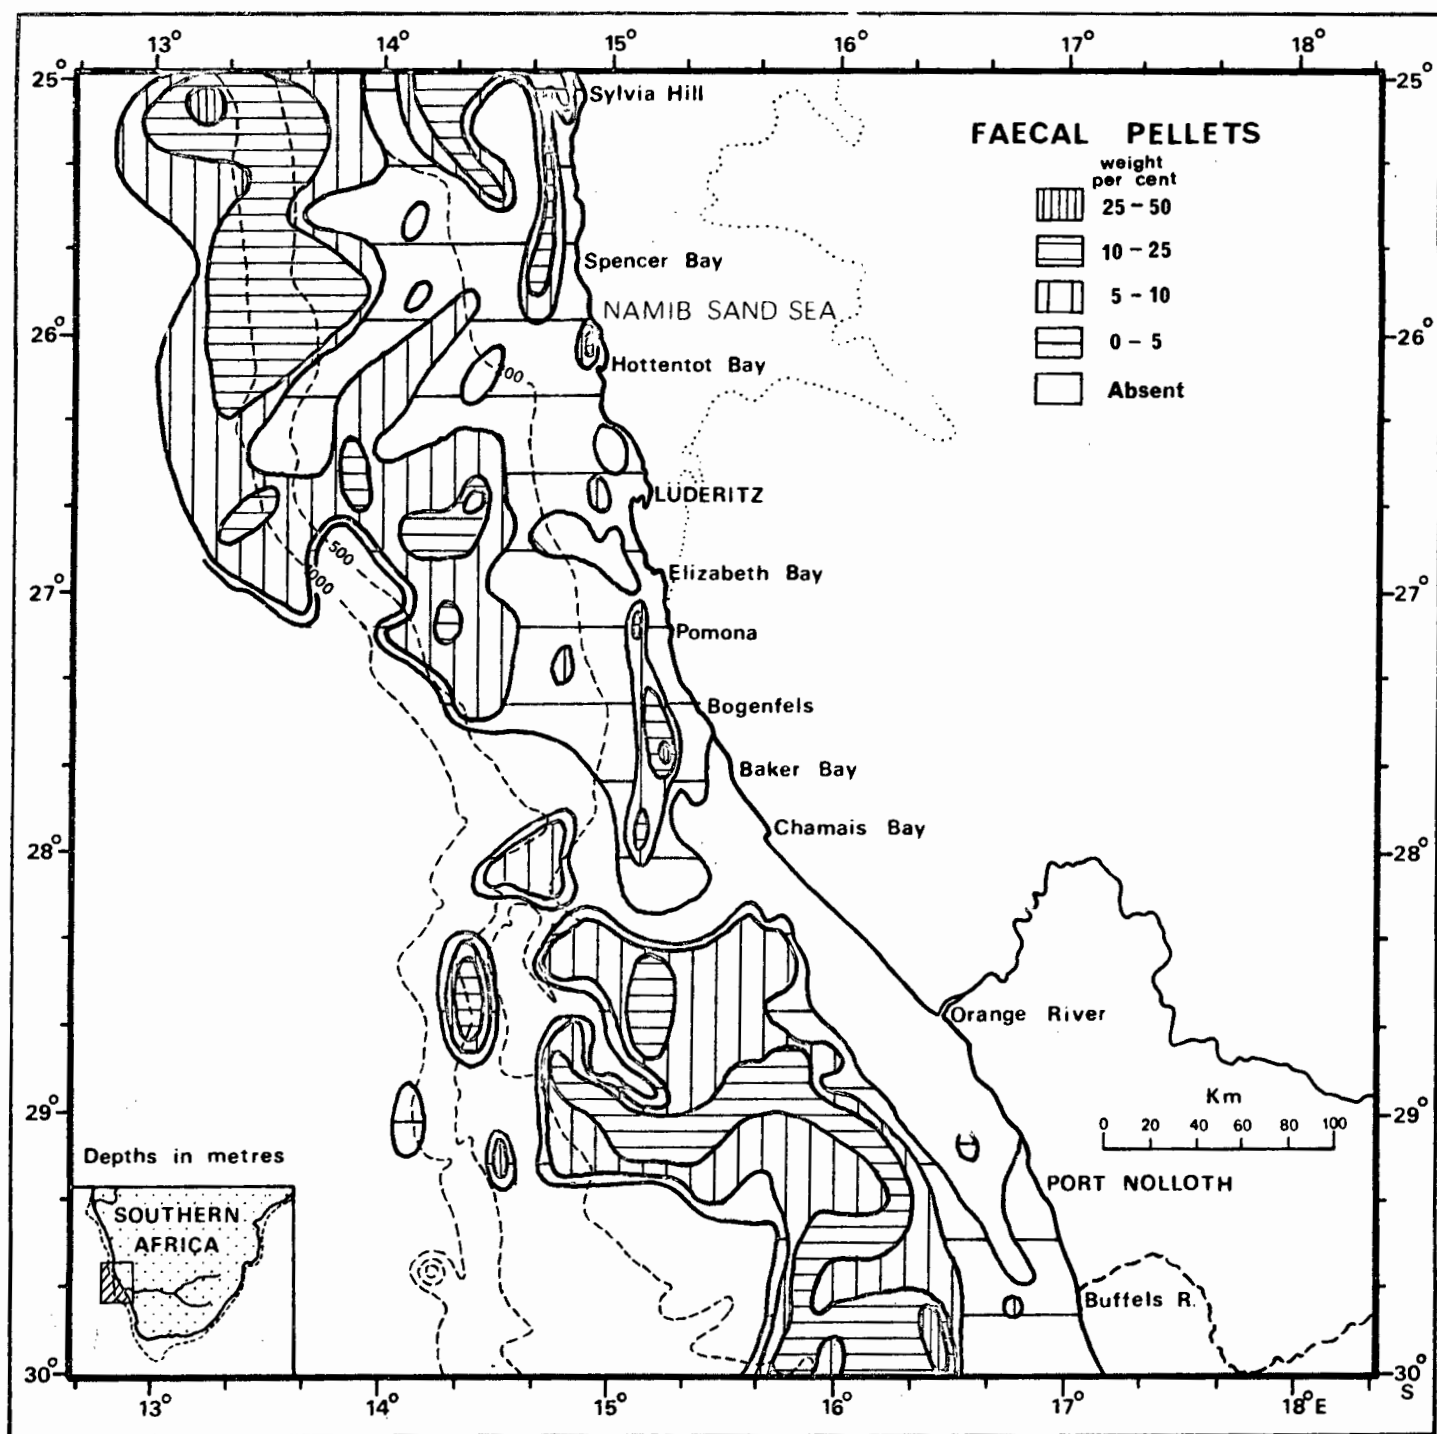 13° 14° 15° 16° 17° 18°
25° 25°
Sylvia Hill
FAECAL PELLETS
weight
per cent
25 – 50
10 – 25
5 – 10
0 – 5
Absent
Spencer Bay
NAMIB SAND SEA
26° 26°
Hottentot Bay
LUDERITZ
500
27° 27°
Elizabeth Bay
Pomona
Bogenfels
Baker Bay
Chamais Bay
28° 28°
Orange River
Km
0 20 40 60 80 100
29° 29°
Depths in metres
SOUTHERN
AFRICA
PORT NOLLOTH
Buffels R.
30° 30°
S
13° 14° 15° 16° 17° 18° E